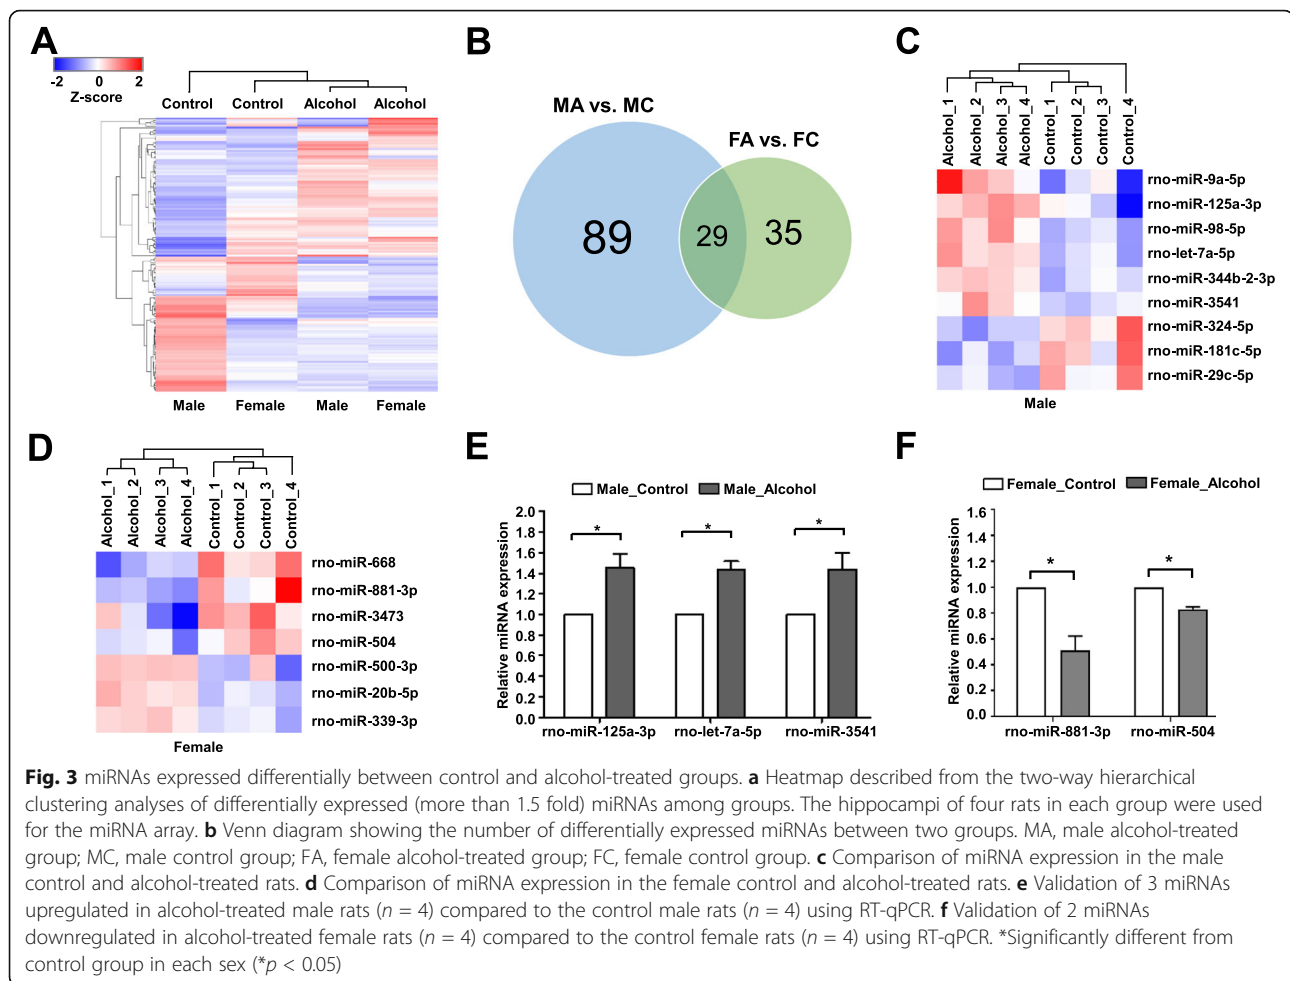 A
-2 0 2
Z-score
Control Control Alcohol Alcohol
Male Female Male Female
B
MA vs. MC
FA vs. FC
89 29 35
C
Alcohol_1 Alcohol_2 Alcohol_3 Alcohol_4 Control_1 Control_2 Control_3 Control_4
rno-miR-9a-5p
rno-miR-125a-3p
rno-miR-98-5p
rno-let-7a-5p
rno-miR-344b-2-3p
rno-miR-3541
rno-miR-324-5p
rno-miR-181c-5p
rno-miR-29c-5p
Male
D
Alcohol_1 Alcohol_2 Alcohol_3 Alcohol_4 Control_1 Control_2 Control_3 Control_4
rno-miR-668
rno-miR-881-3p
rno-miR-3473
rno-miR-504
rno-miR-500-3p
rno-miR-20b-5p
rno-miR-339-3p
Female
E
Male_Control Male_Alcohol
Relative miRNA expression
2.0
1.8
1.6
1.4
1.2
1.0
0.8
0.6
0.4
0.2
0.0
* * *
rno-miR-125a-3p rno-let-7a-5p rno-miR-3541
F
Female_Control Female_Alcohol
Relative miRNA expression
1.6
1.4
1.2
1.0
0.8
0.6
0.4
0.2
0.0
* *
rno-miR-881-3p rno-miR-504
Fig. 3 miRNAs expressed differentially between control and alcohol-treated groups. a Heatmap described from the two-way hierarchical
clustering analyses of differentially expressed (more than 1.5 fold) miRNAs among groups. The hippocampi of four rats in each group were used
for the miRNA array. b Venn diagram showing the number of differentially expressed miRNAs between two groups. MA, male alcohol-treated
group; MC, male control group; FA, female alcohol-treated group; FC, female control group. c Comparison of miRNA expression in the male
control and alcohol-treated rats. d Comparison of miRNA expression in the female control and alcohol-treated rats. e Validation of 3 miRNAs
upregulated in alcohol-treated male rats (n = 4) compared to the control male rats (n = 4) using RT-qPCR. f Validation of 2 miRNAs
downregulated in alcohol-treated female rats (n = 4) compared to the control female rats (n = 4) using RT-qPCR. *Significantly different from
control group in each sex (*p < 0.05)